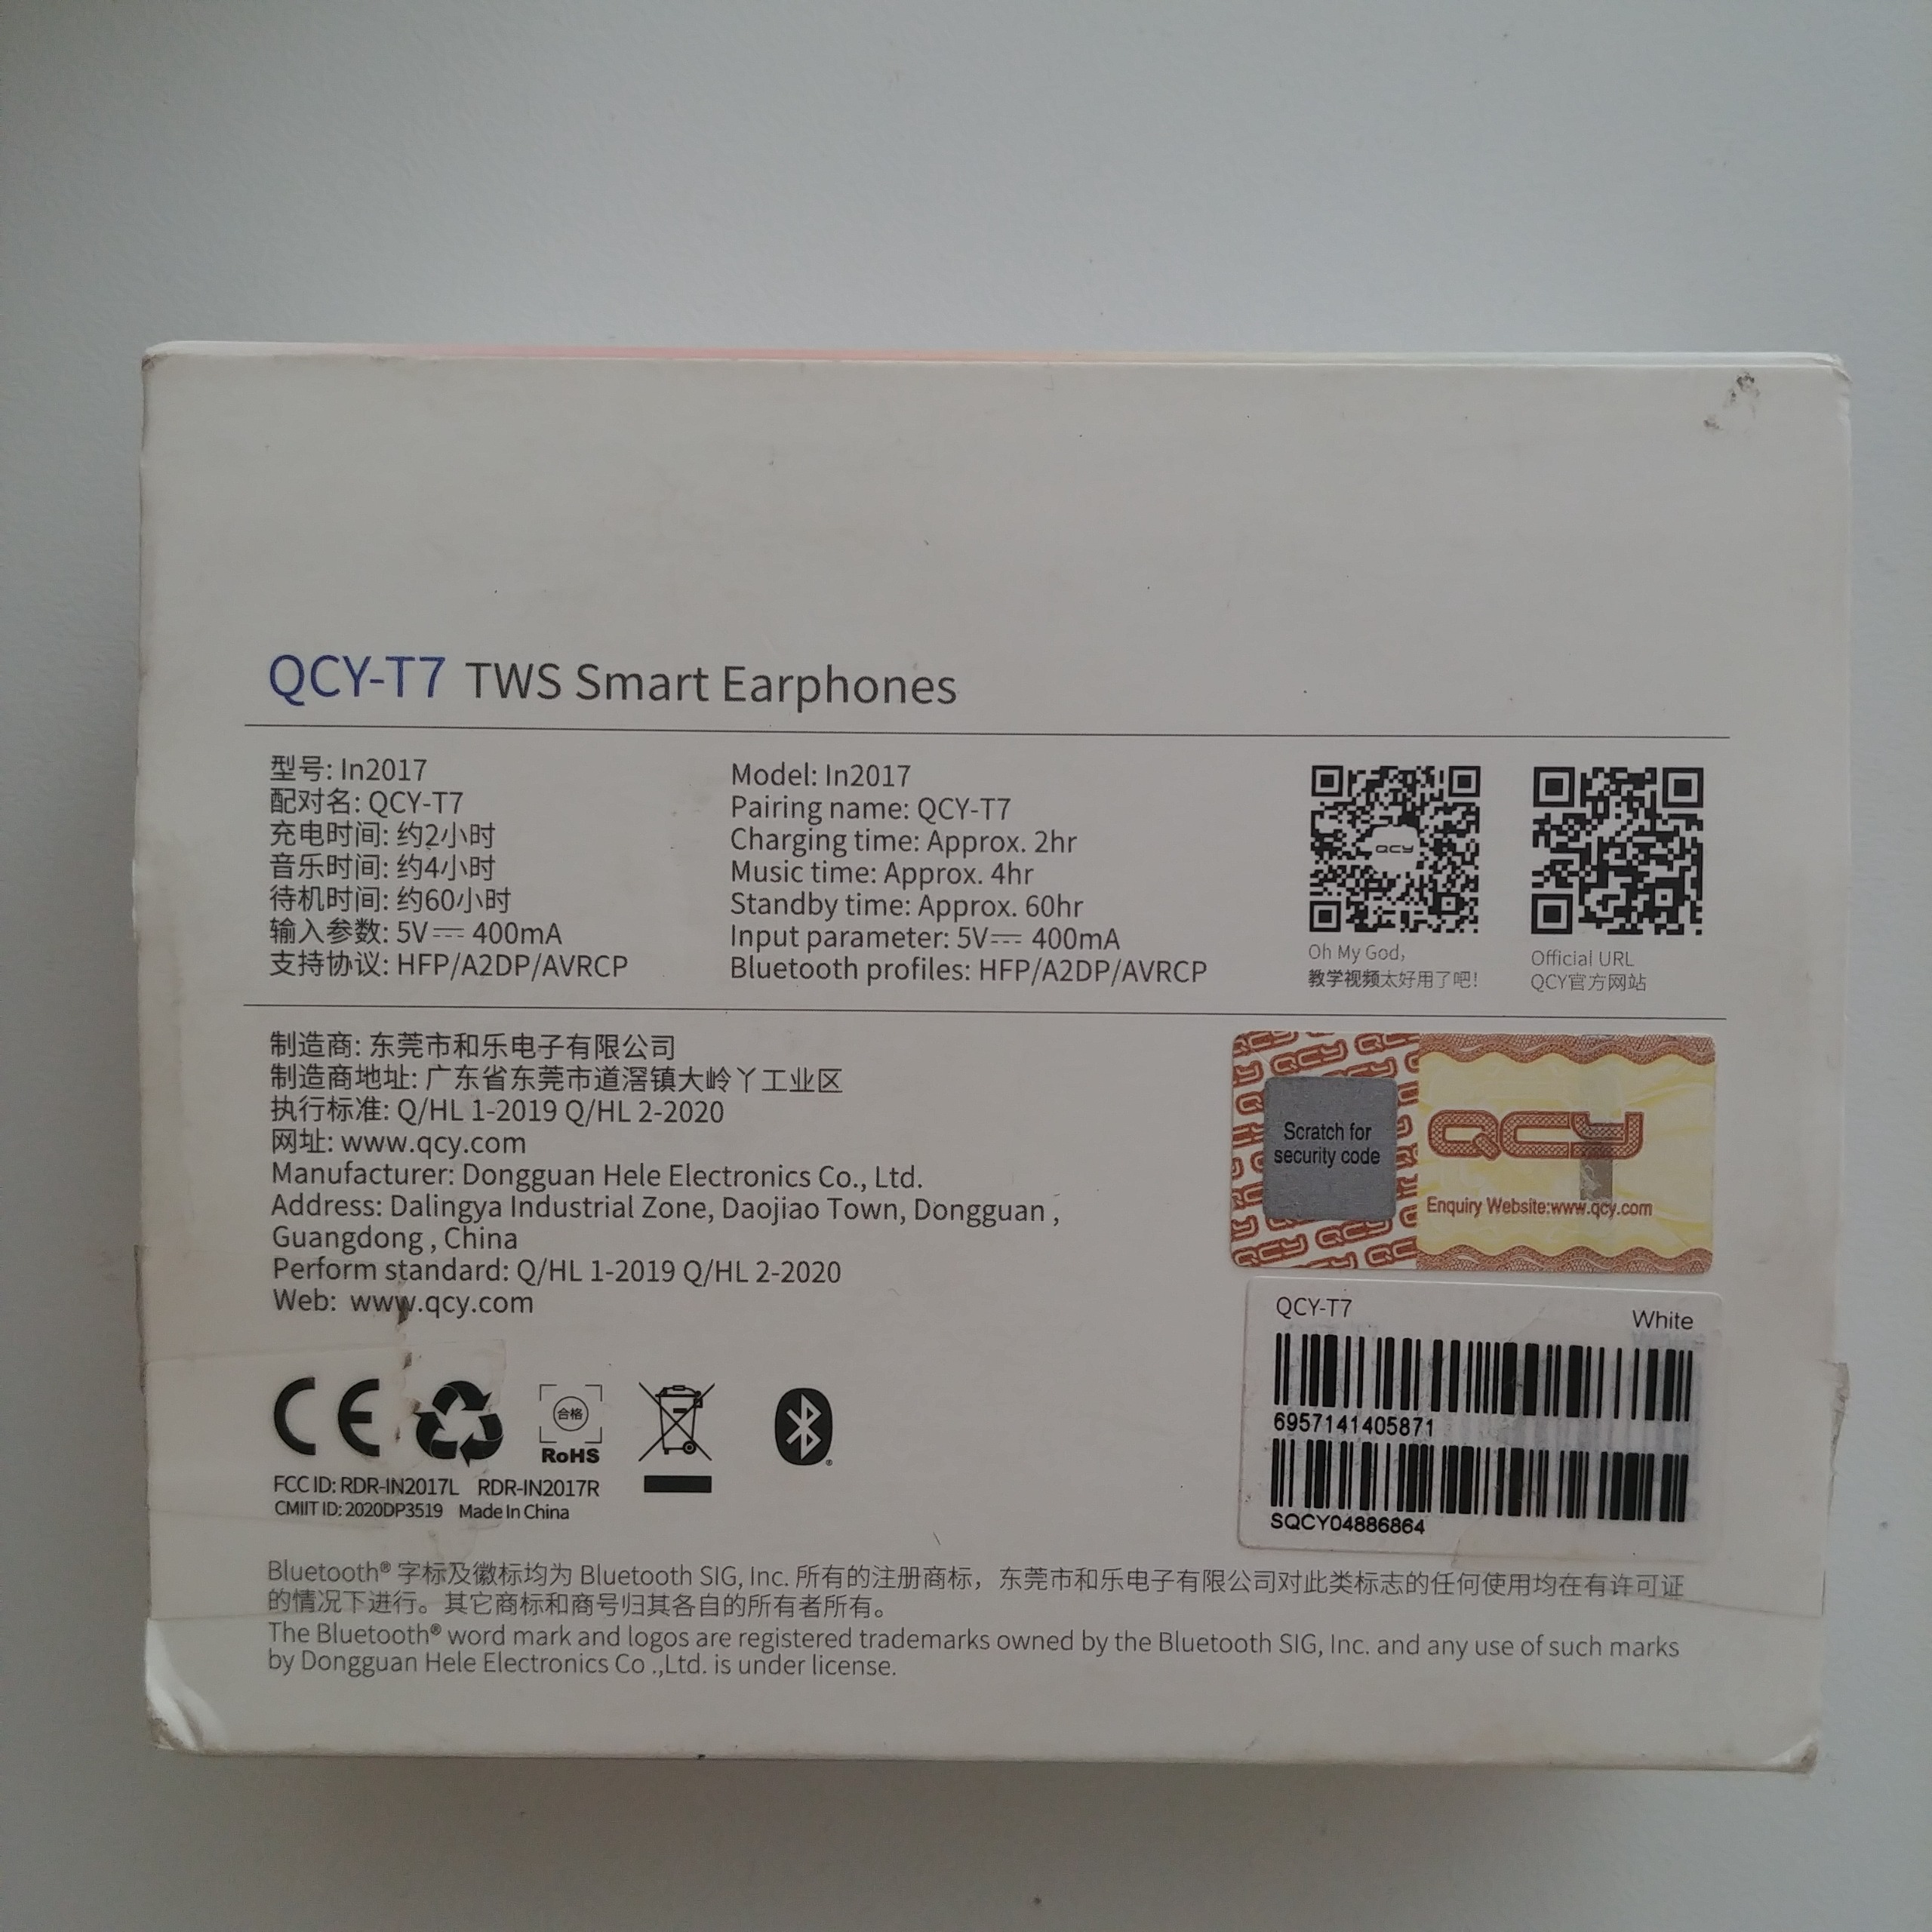 QCY-T7 TWS Smart Earphones
型号: In2017
配对名: QCY-T7
充电时间: 约2小时
音乐时间: 约4小时
待机时间: 约60小时
输入参数: 5V⎓ 400mA
支持协议: HFP/A2DP/AVRCP
Model: In2017
Pairing name: QCY-T7
Charging time: Approx. 2hr
Music time: Approx. 4hr
Standby time: Approx. 60hr
Input parameter: 5V⎓ 400mA
Bluetooth profiles: HFP/A2DP/AVRCP
QCY
Oh My God,
教学视频太好用了吧!
Official URL
QCY官方网站
制造商: 东莞市和乐电子有限公司
制造商地址: 广东省东莞市道滘镇大岭丫工业区
执行标准: Q/HL 1-2019 Q/HL 2-2020
网址: www.qcy.com
Manufacturer: Dongguan Hele Electronics Co., Ltd.
Address: Dalingya Industrial Zone, Daojiao Town, Dongguan ,
Guangdong , China
Perform standard: Q/HL 1-2019 Q/HL 2-2020
Web: www.qcy.com
Scratch for
security code
QCY
Enquiry Website:www.qcy.com
QCY-T7 White
6957141405871
SQCY04886864
CE
合格
RoHS
FCC ID: RDR-IN2017L RDR-IN2017R
CMIIT ID: 2020DP3519 Made In China
Bluetooth® 字标及徽标均为 Bluetooth SIG, Inc. 所有的注册商标，东莞市和乐电子有限公司对此类标志的任何使用均在有许可证
的情况下进行。其它商标和商号归其各自的所有者所有。
The Bluetooth® word mark and logos are registered trademarks owned by the Bluetooth SIG, Inc. and any use of such marks
by Dongguan Hele Electronics Co .,Ltd. is under license.